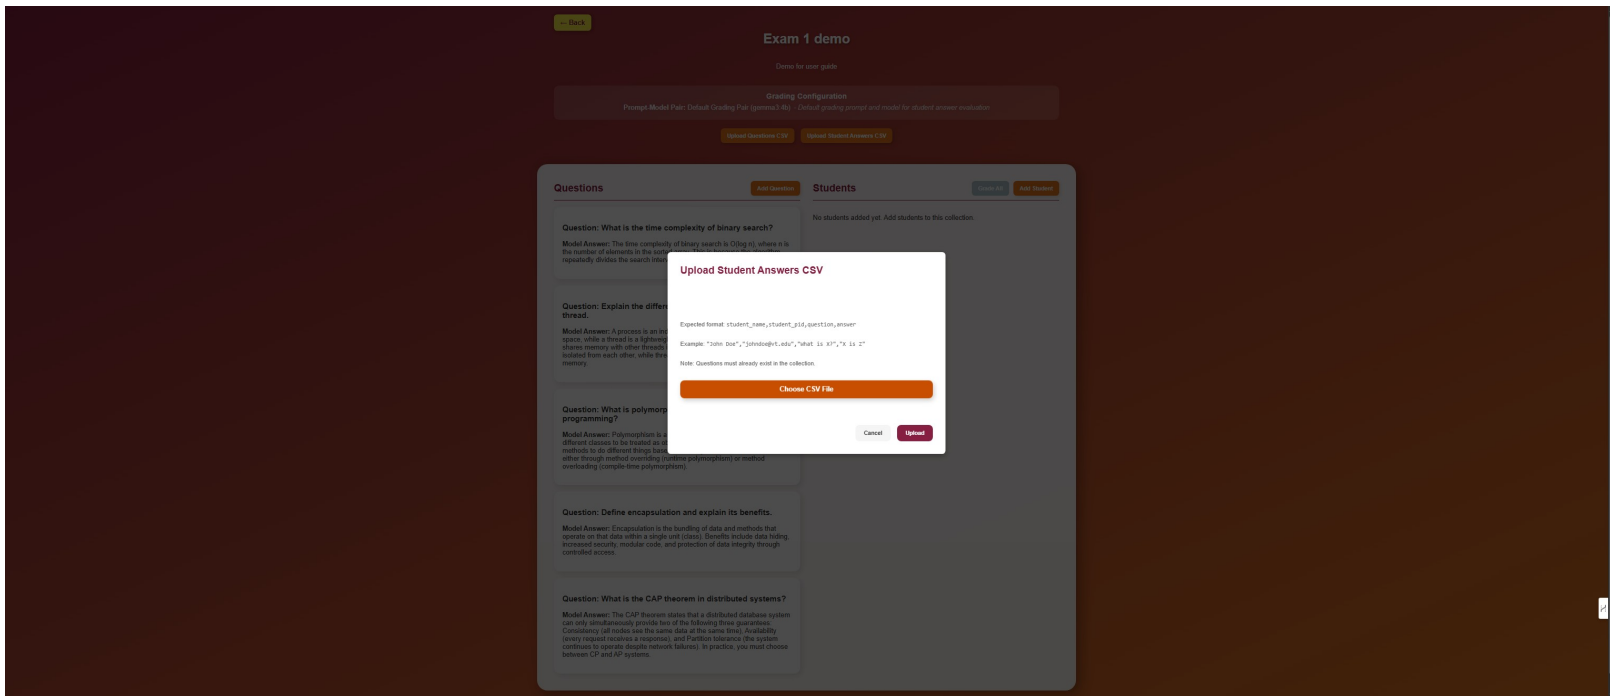 ← Back
Exam 1 demo
Demo for user guide
Grading Configuration
Prompt-Model Pair: Default Grading Pair (gemma3:4b) - Default grading prompt and model for student answer evaluation
Upload Questions CSV
Upload Student Answers CSV
Questions
Add Question
Question: What is the time complexity of binary search?
Model Answer: The time complexity of binary search is O(log n), where n is
the number of elements in the sorted array. This is because the algorithm
repeatedly divides the search inter
Question: Explain the differen
thread.
Model Answer: A process is an ind
space, while a thread is a lightweig
shares memory with other threads
isolated from each other, while thre
memory.
Question: What is polymorp
programming?
Model Answer: Polymorphism is a
different classes to be treated as o
methods to do different things base
either through method overriding (runtime polymorphism) or method
overloading (compile-time polymorphism).
Question: Define encapsulation and explain its benefits.
Model Answer: Encapsulation is the bundling of data and methods that
operate on that data within a single unit (class). Benefits include data hiding,
increased security, modular code, and protection of data integrity through
controlled access.
Question: What is the CAP theorem in distributed systems?
Model Answer: The CAP theorem states that a distributed database system
can only simultaneously provide two of the following three guarantees:
Consistency (all nodes see the same data at the same time), Availability
(every request receives a response), and Partition tolerance (the system
continues to operate despite network failures). In practice, you must choose
between CP and AP systems.
Students
Grade All
Add Student
No students added yet. Add students to this collection.
Upload Student Answers CSV
Expected format: student_name,student_pid,question,answer
Example: "John Doe","johndoe@vt.edu","What is X?","X is Z"
Note: Questions must already exist in the collection.
Choose CSV File
Cancel
Upload